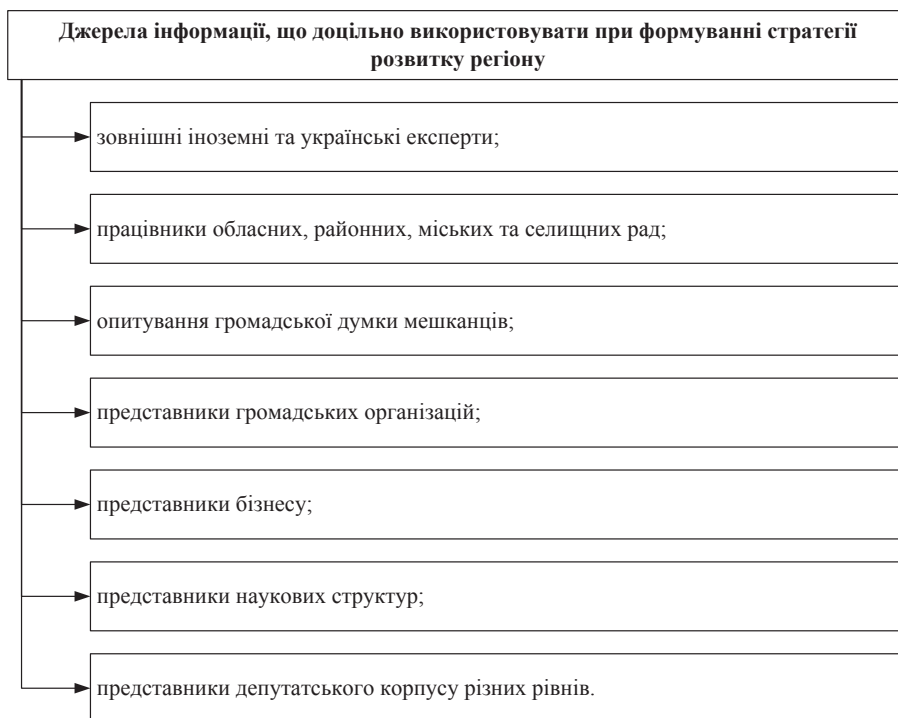 Джерела інформації, що доцільно використовувати при формуванні стратегії
розвитку регіону
зовнішні іноземні та українські експерти;
працівники обласних, районних, міських та селищних рад;
опитування громадської думки мешканців;
представники громадських організацій;
представники бізнесу;
представники наукових структур;
представники депутатського корпусу різних рівнів.